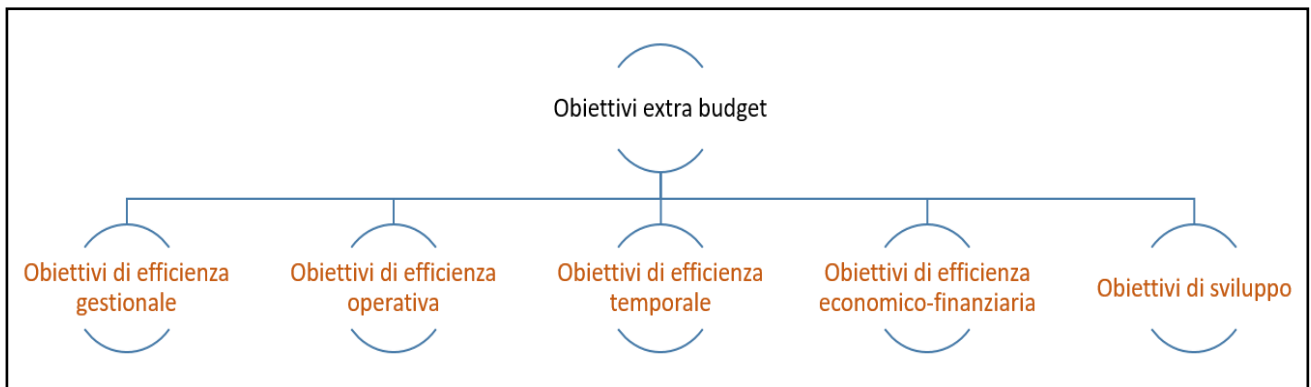 Obiettivi extra budget
Obiettivi di efficienza
gestionale
Obiettivi di efficienza
operativa
Obiettivi di efficienza
temporale
Obiettivi di efficienza
economico-finanziaria
Obiettivi di sviluppo